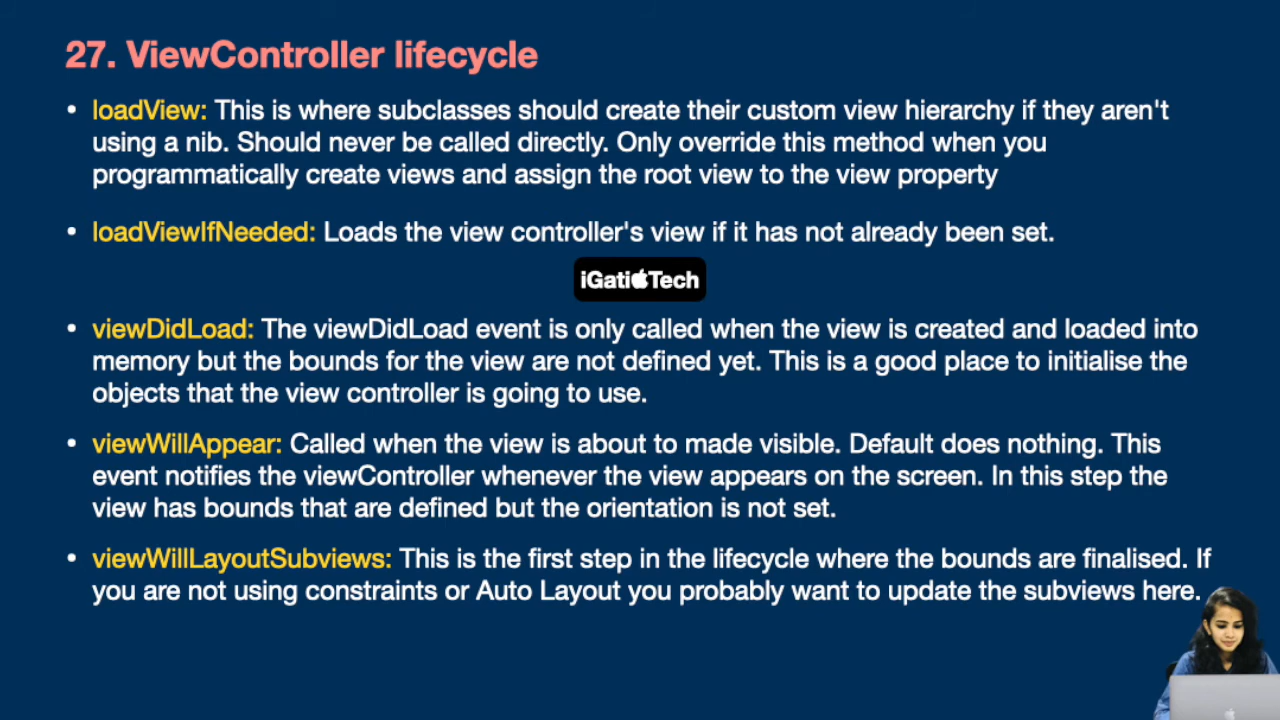 27. ViewController lifecycle
• loadView: This is where subclasses should create their custom view hierarchy if they aren't
using a nib. Should never be called directly. Only override this method when you
programmatically create views and assign the root view to the view property
• loadViewIfNeeded: Loads the view controller's view if it has not already been set.
iGatiTech
• viewDidLoad: The viewDidLoad event is only called when the view is created and loaded into
memory but the bounds for the view are not defined yet. This is a good place to initialise the
objects that the view controller is going to use.
• viewWillAppear: Called when the view is about to made visible. Default does nothing. This
event notifies the viewController whenever the view appears on the screen. In this step the
view has bounds that are defined but the orientation is not set.
• viewWillLayoutSubviews: This is the first step in the lifecycle where the bounds are finalised. If
you are not using constraints or Auto Layout you probably want to update the subviews here.